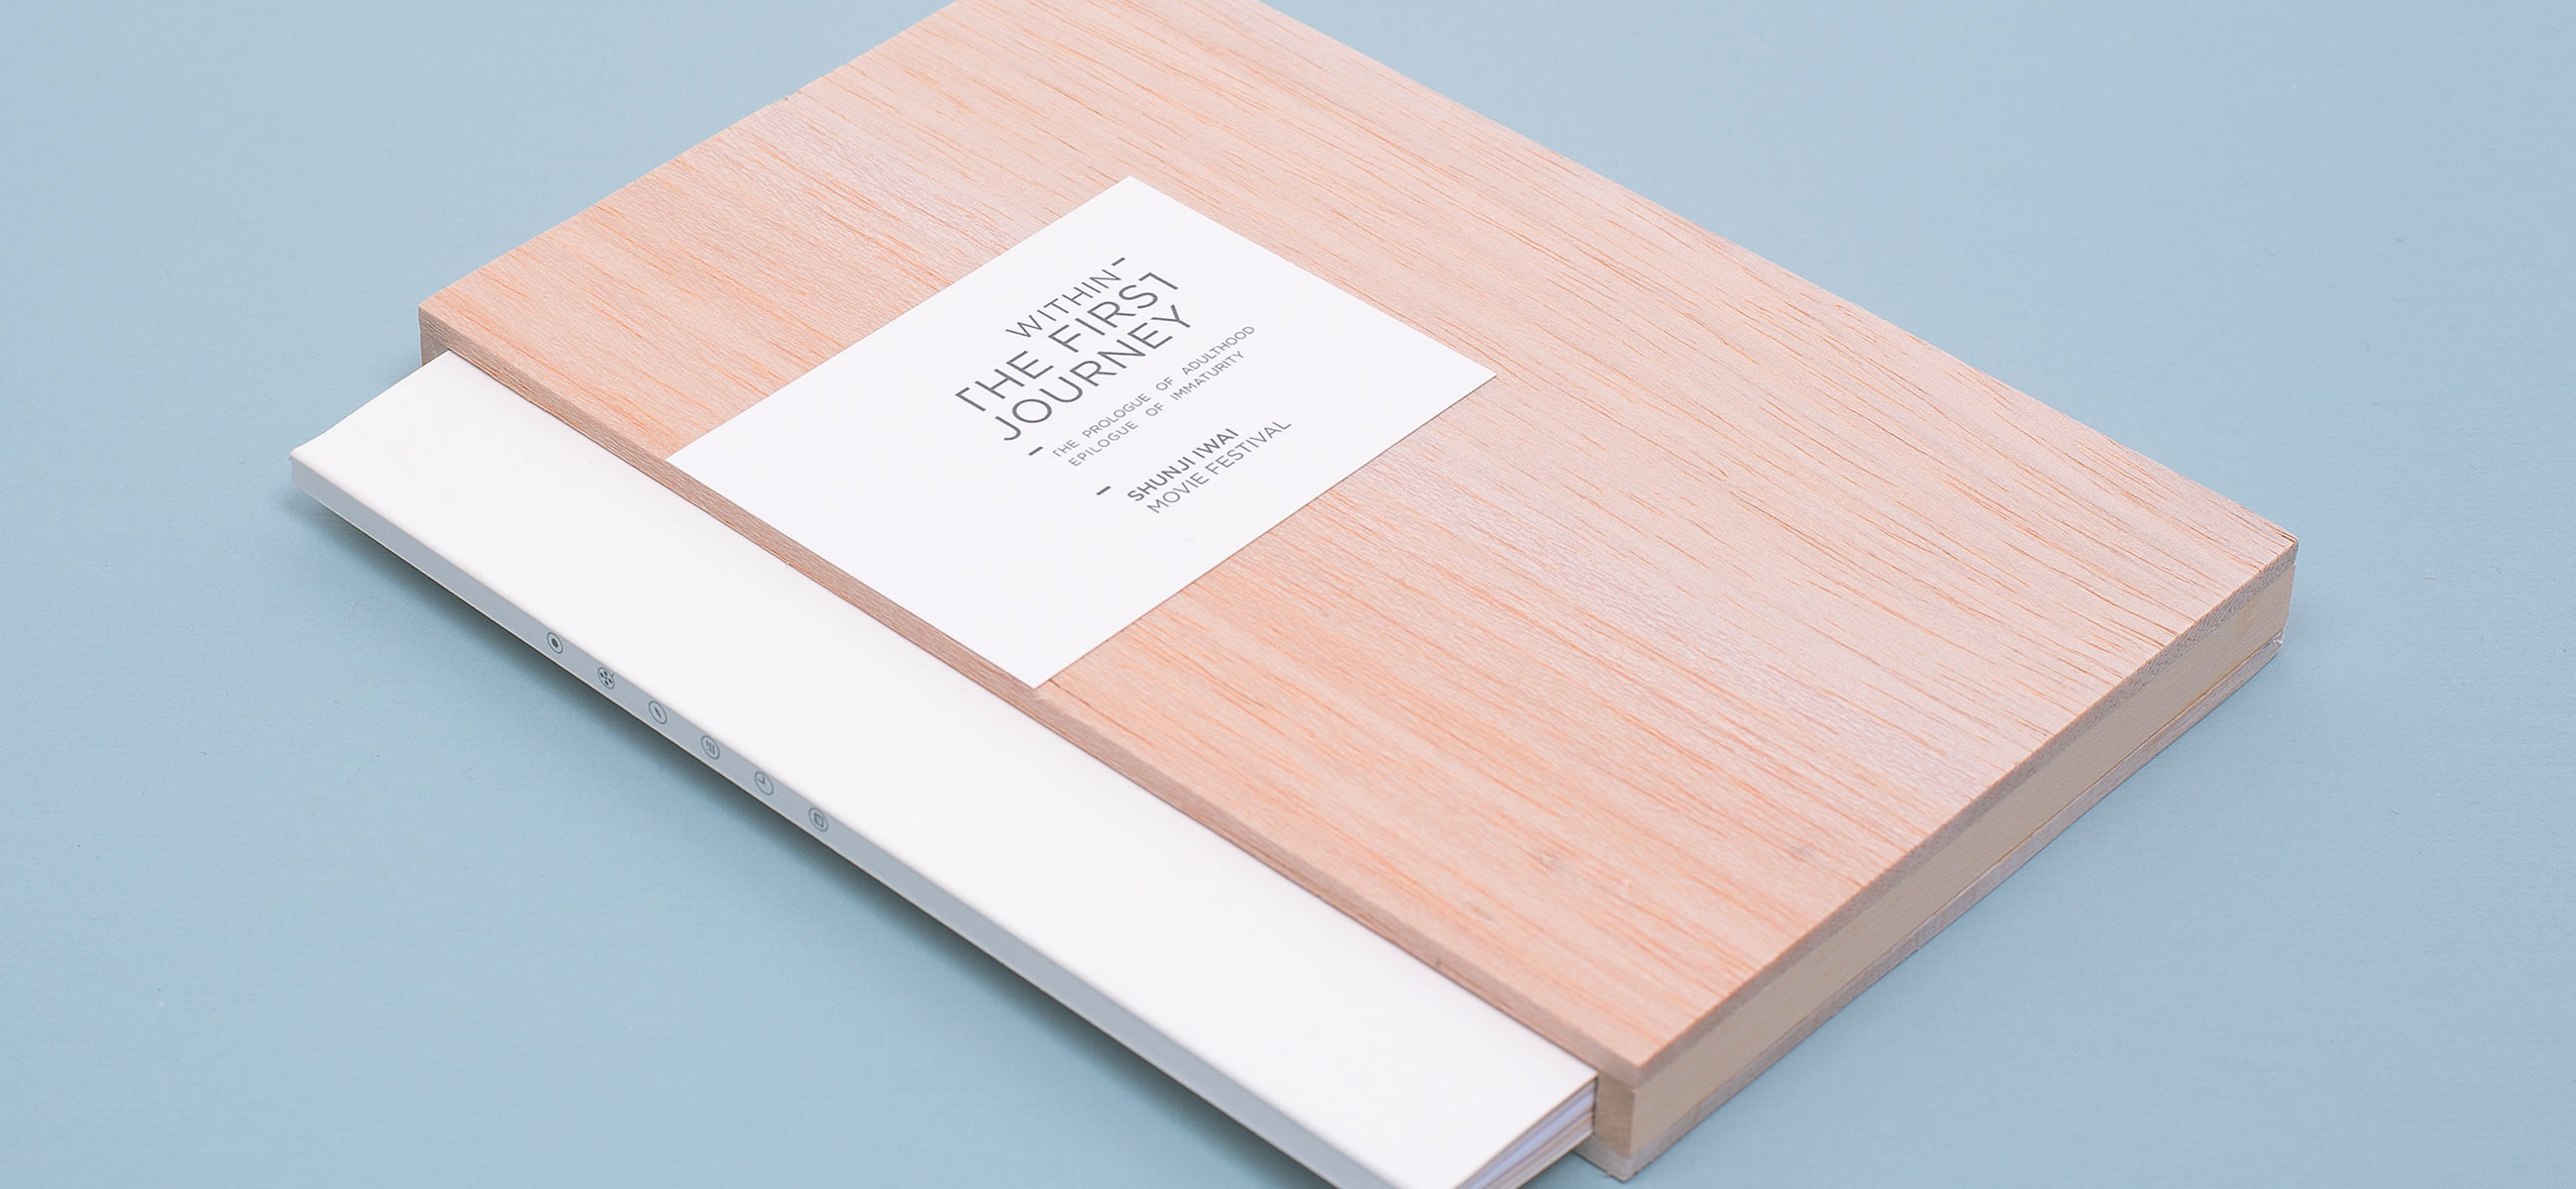 WITHIN
THE FIRST
JOURNEY
THE PROLOGUE OF ADULTHOOD
EPILOGUE OF IMMATURITY
SHUNJI IWAI
MOVIE FESTIVAL